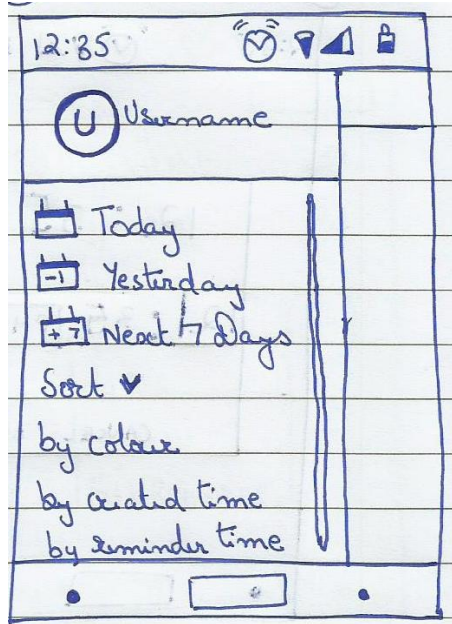 12:35
U Username
Today
-1 Yesterday
+7 Next 7 Days
Sort
by colour
by created time
by reminder time